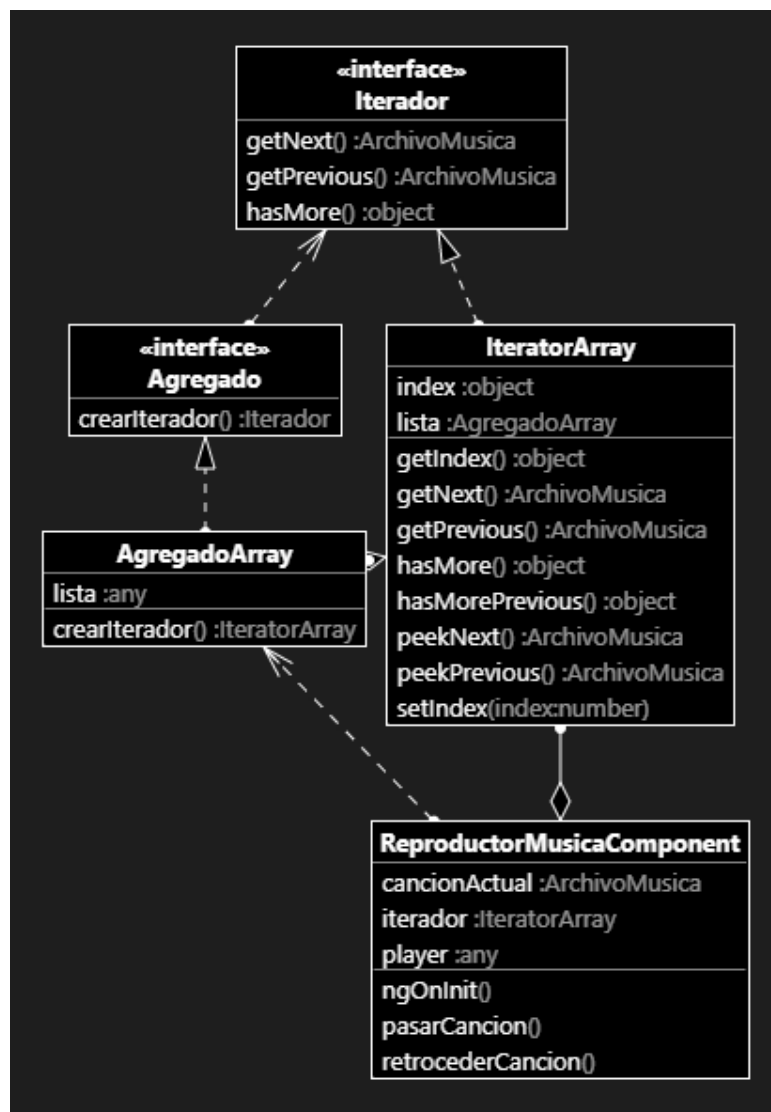 «interface»
Iterador
getNext() :ArchivoMusica
getPrevious() :ArchivoMusica
hasMore() :object
«interface»
Agregado
crearIterador() :Iterador
IteratorArray
index :object
lista :AgregadoArray
getIndex() :object
getNext() :ArchivoMusica
getPrevious() :ArchivoMusica
hasMore() :object
hasMorePrevious() :object
peekNext() :ArchivoMusica
peekPrevious() :ArchivoMusica
setIndex(index:number)
AgregadoArray
lista :any
crearIterador() :IteratorArray
ReproductorMusicaComponent
cancionActual :ArchivoMusica
iterador :IteratorArray
player :any
ngOnInit()
pasarCancion()
retrocederCancion()